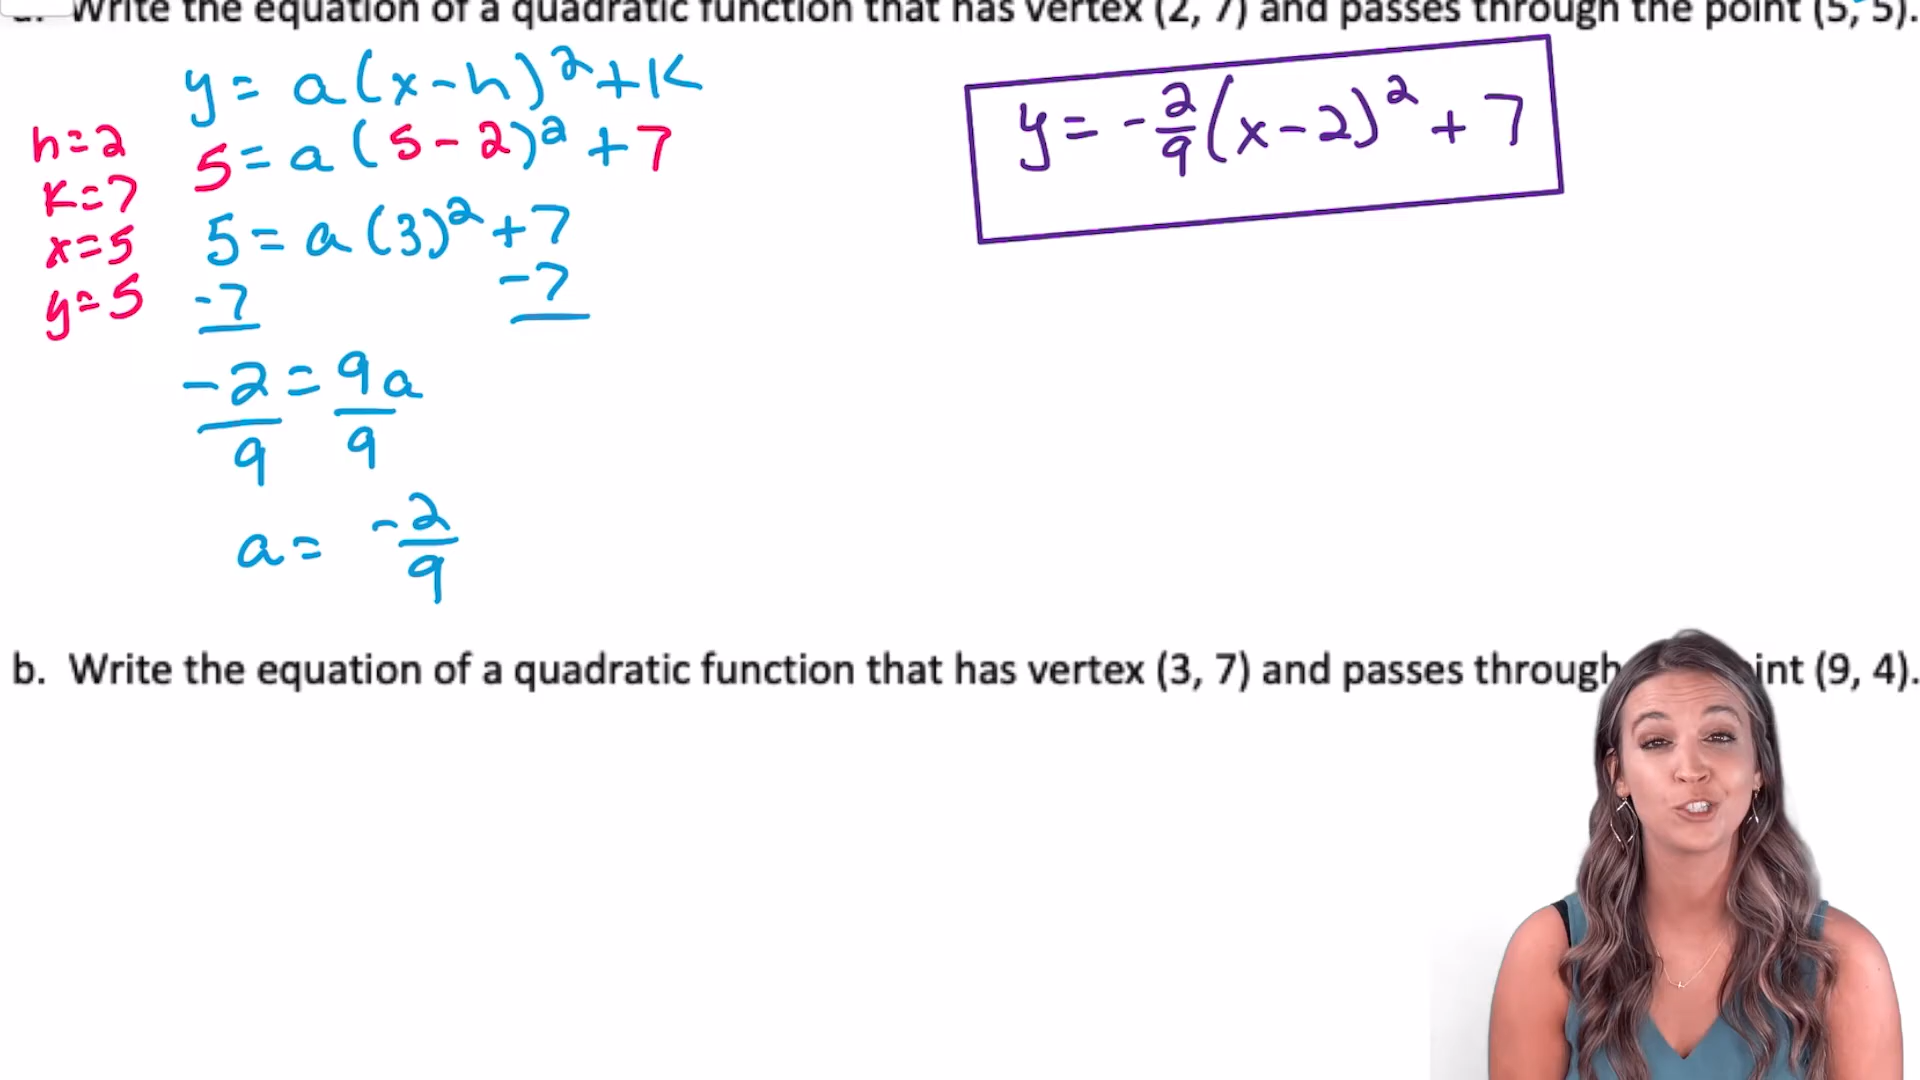 a. Write the equation of a quadratic function that has vertex (2, 7) and passes through the point (5, 5).
y = a(x-h)² + k
h=2
k=7
x=5
y=5
5 = a(5-2)² + 7
5 = a(3)² + 7
-7 -7
-2 = 9a
9 9
a = -2/9
y = -2/9(x-2)² + 7
b. Write the equation of a quadratic function that has vertex (3, 7) and passes through int (9, 4).